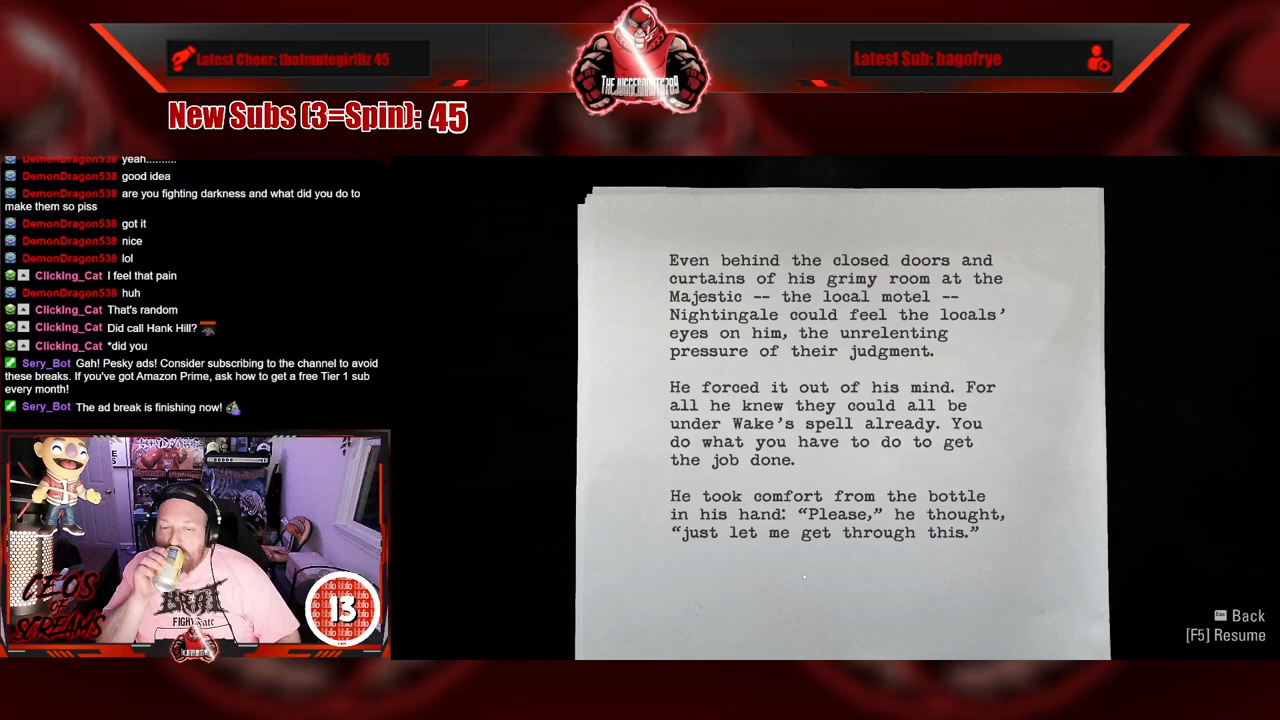 Latest Cheer: thatmutegirlliz 45
THEJUGGERNAUT6789
Latest Sub: bagofrye
New Subs (3=Spin): 45
DemonDragon538 yeah..........
DemonDragon538 good idea
DemonDragon538 are you fighting darkness and what did you do to
make them so piss
DemonDragon538 got it
DemonDragon538 nice
DemonDragon538 lol
Clicking_Cat I feel that pain
DemonDragon538 huh
Clicking_Cat That's random
Clicking_Cat Did call Hank Hill?
Clicking_Cat *did you
Sery_Bot Gah! Pesky ads! Consider subscribing to the channel to avoid
these breaks. If you've got Amazon Prime, ask how to get a free Tier 1 sub
every month!
Sery_Bot The ad break is finishing now!
Even behind the closed doors and
curtains of his grimy room at the
Majestic -- the local motel --
Nightingale could feel the locals’
eyes on him, the unrelenting
pressure of their judgment.
He forced it out of his mind. For
all he knew they could all be
under Wake’s spell already. You
do what you have to do to get
the job done.
He took comfort from the bottle
in his hand: “Please,” he thought,
“just let me get through this.”
CEO'S
OF
SCREAMS
BRAT
13
Back
[F5] Resume